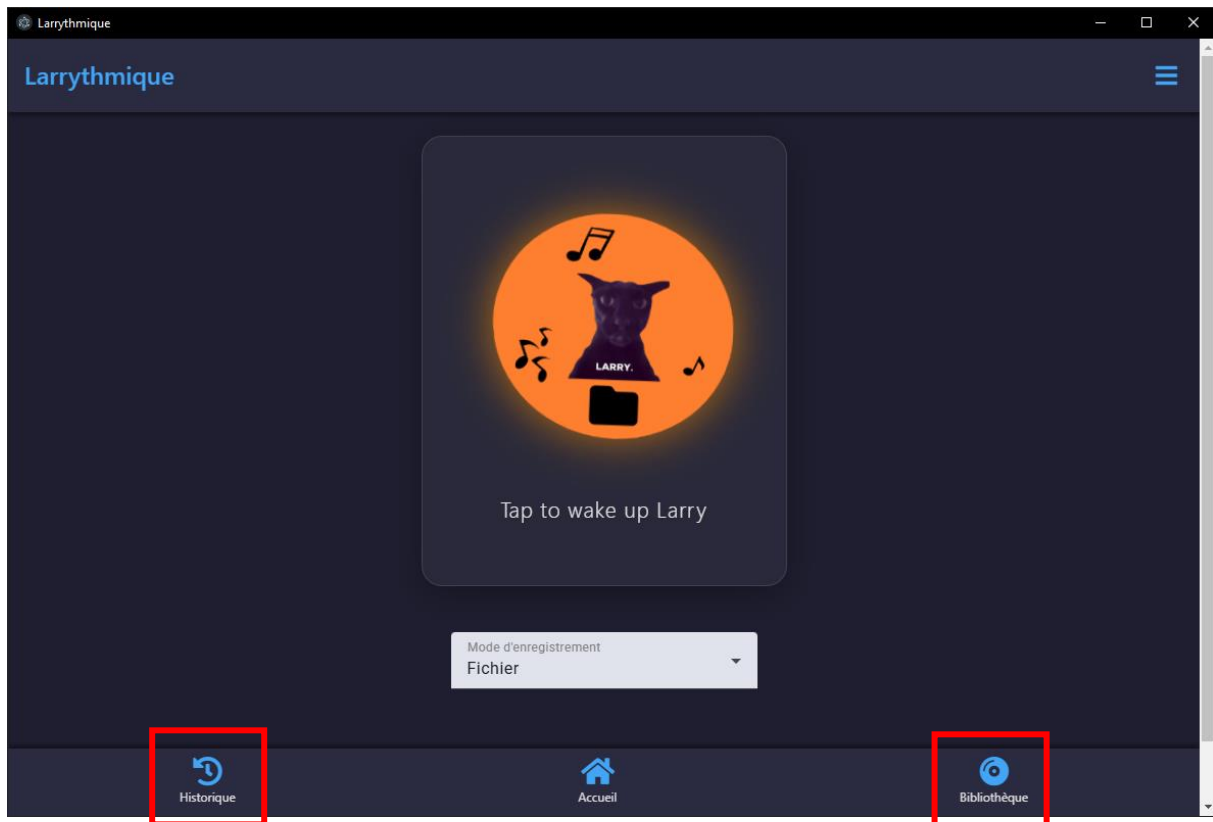 Larrythmique
Larrythmique
LARRY.
Tap to wake up Larry
Mode d'enregistrement
Fichier
Historique
Accueil
Bibliothèque